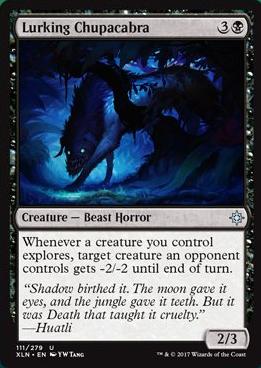 Lurking Chupacabra 3
Creature — Beast Horror
Whenever a creature you control
explores, target creature an opponent
controls gets -2/-2 until end of turn.
“Shadow birthed it. The moon gave it
eyes, and the jungle gave it teeth. But it
was Death that taught it cruelty.”
—Huatli
2/3
111/279 U
XLN • EN YW Tang
™ & © 2017 Wizards of the Coast